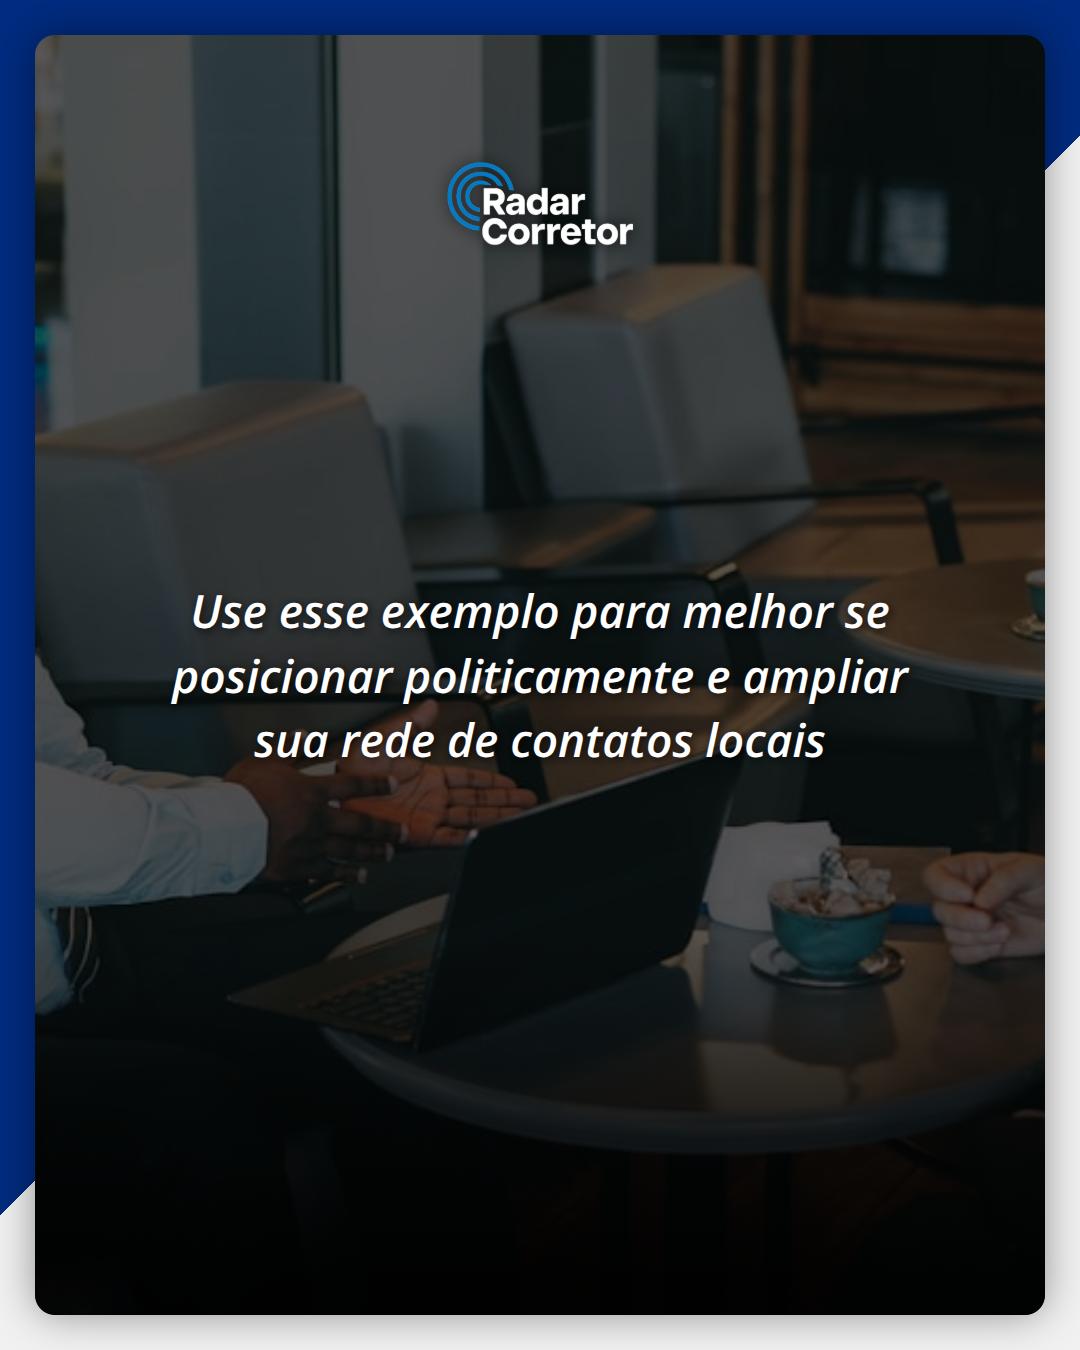 Radar
Corretor
Use esse exemplo para melhor se
posicionar politicamente e ampliar
sua rede de contatos locais